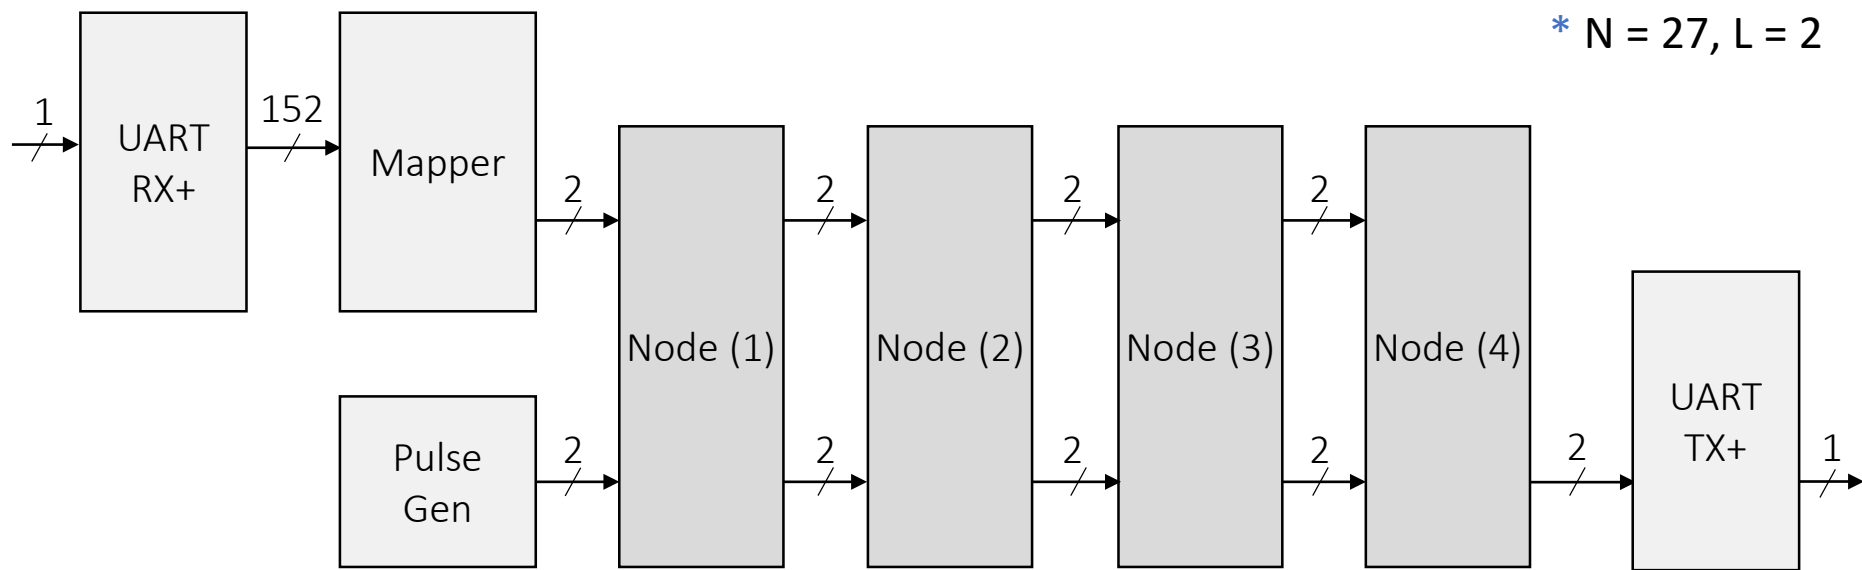 * N = 27, L = 2
1
UART
RX+
152
Mapper
2
2
2
2
Node (1)
Node (2)
Node (3)
Node (4)
Pulse
Gen
2
2
2
2
2
UART
TX+
1